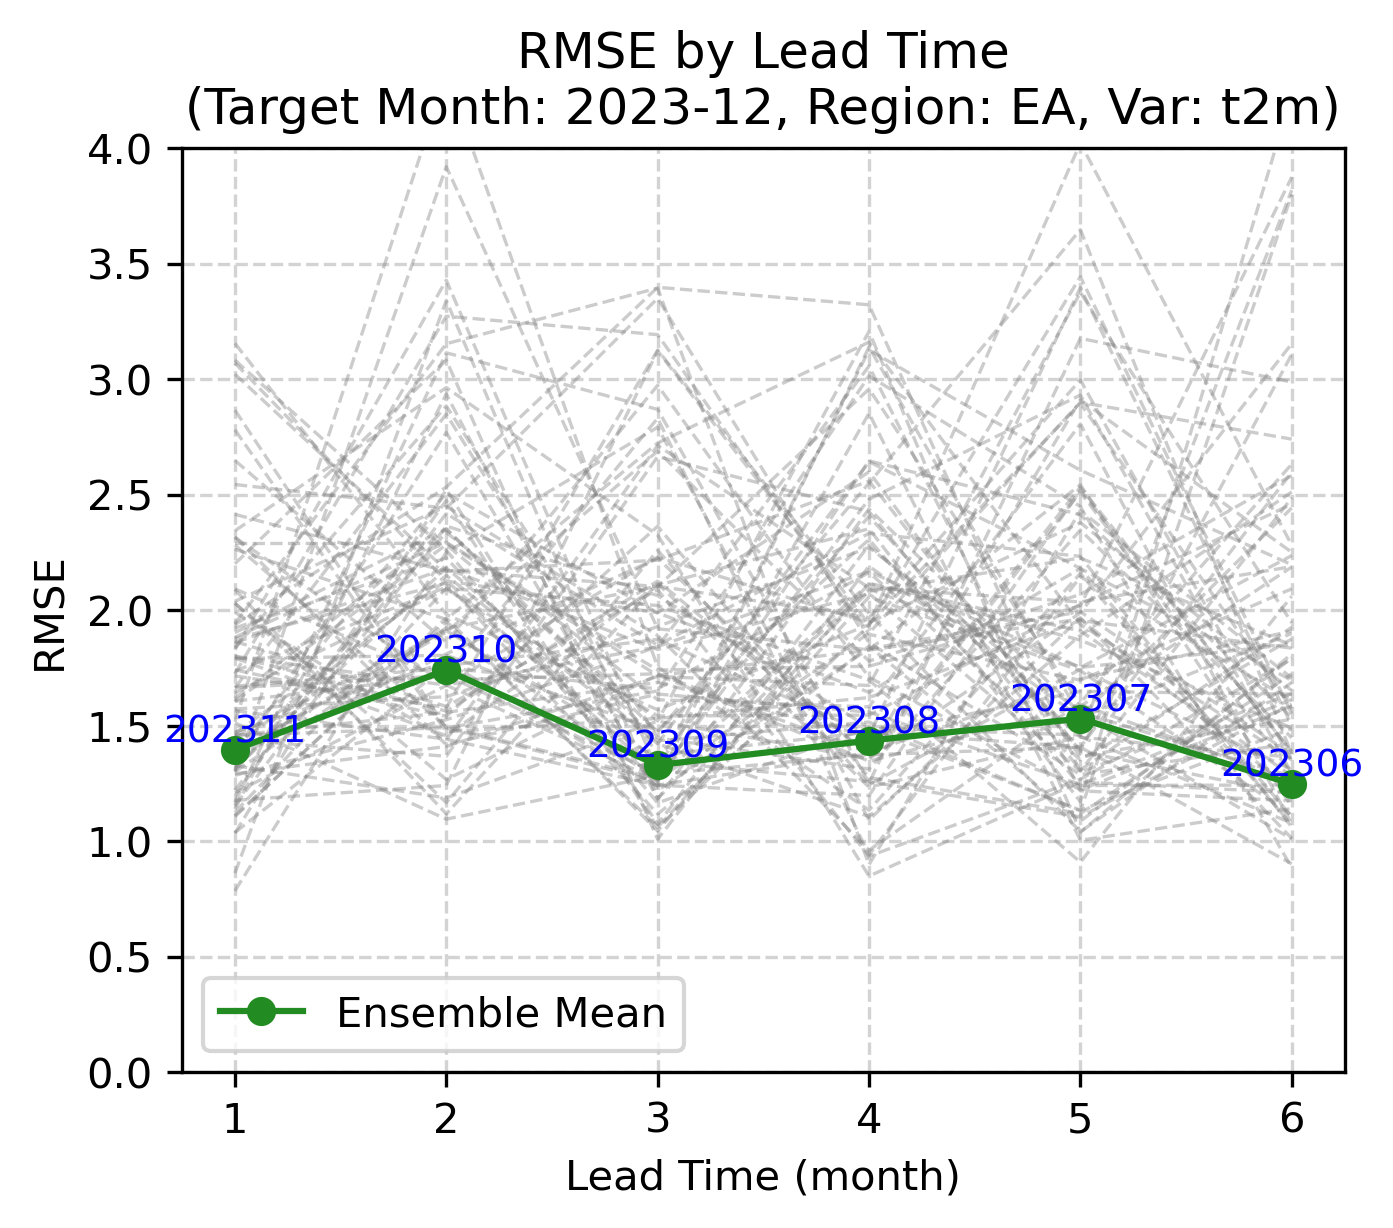 RMSE by Lead Time
(Target Month: 2023-12, Region: EA, Var: t2m)
RMSE
4.0
3.5
3.0
2.5
2.0
1.5
1.0
0.5
0.0
202311
202310
202309
202308
202307
202306
Ensemble Mean
1 2 3 4 5 6
Lead Time (month)